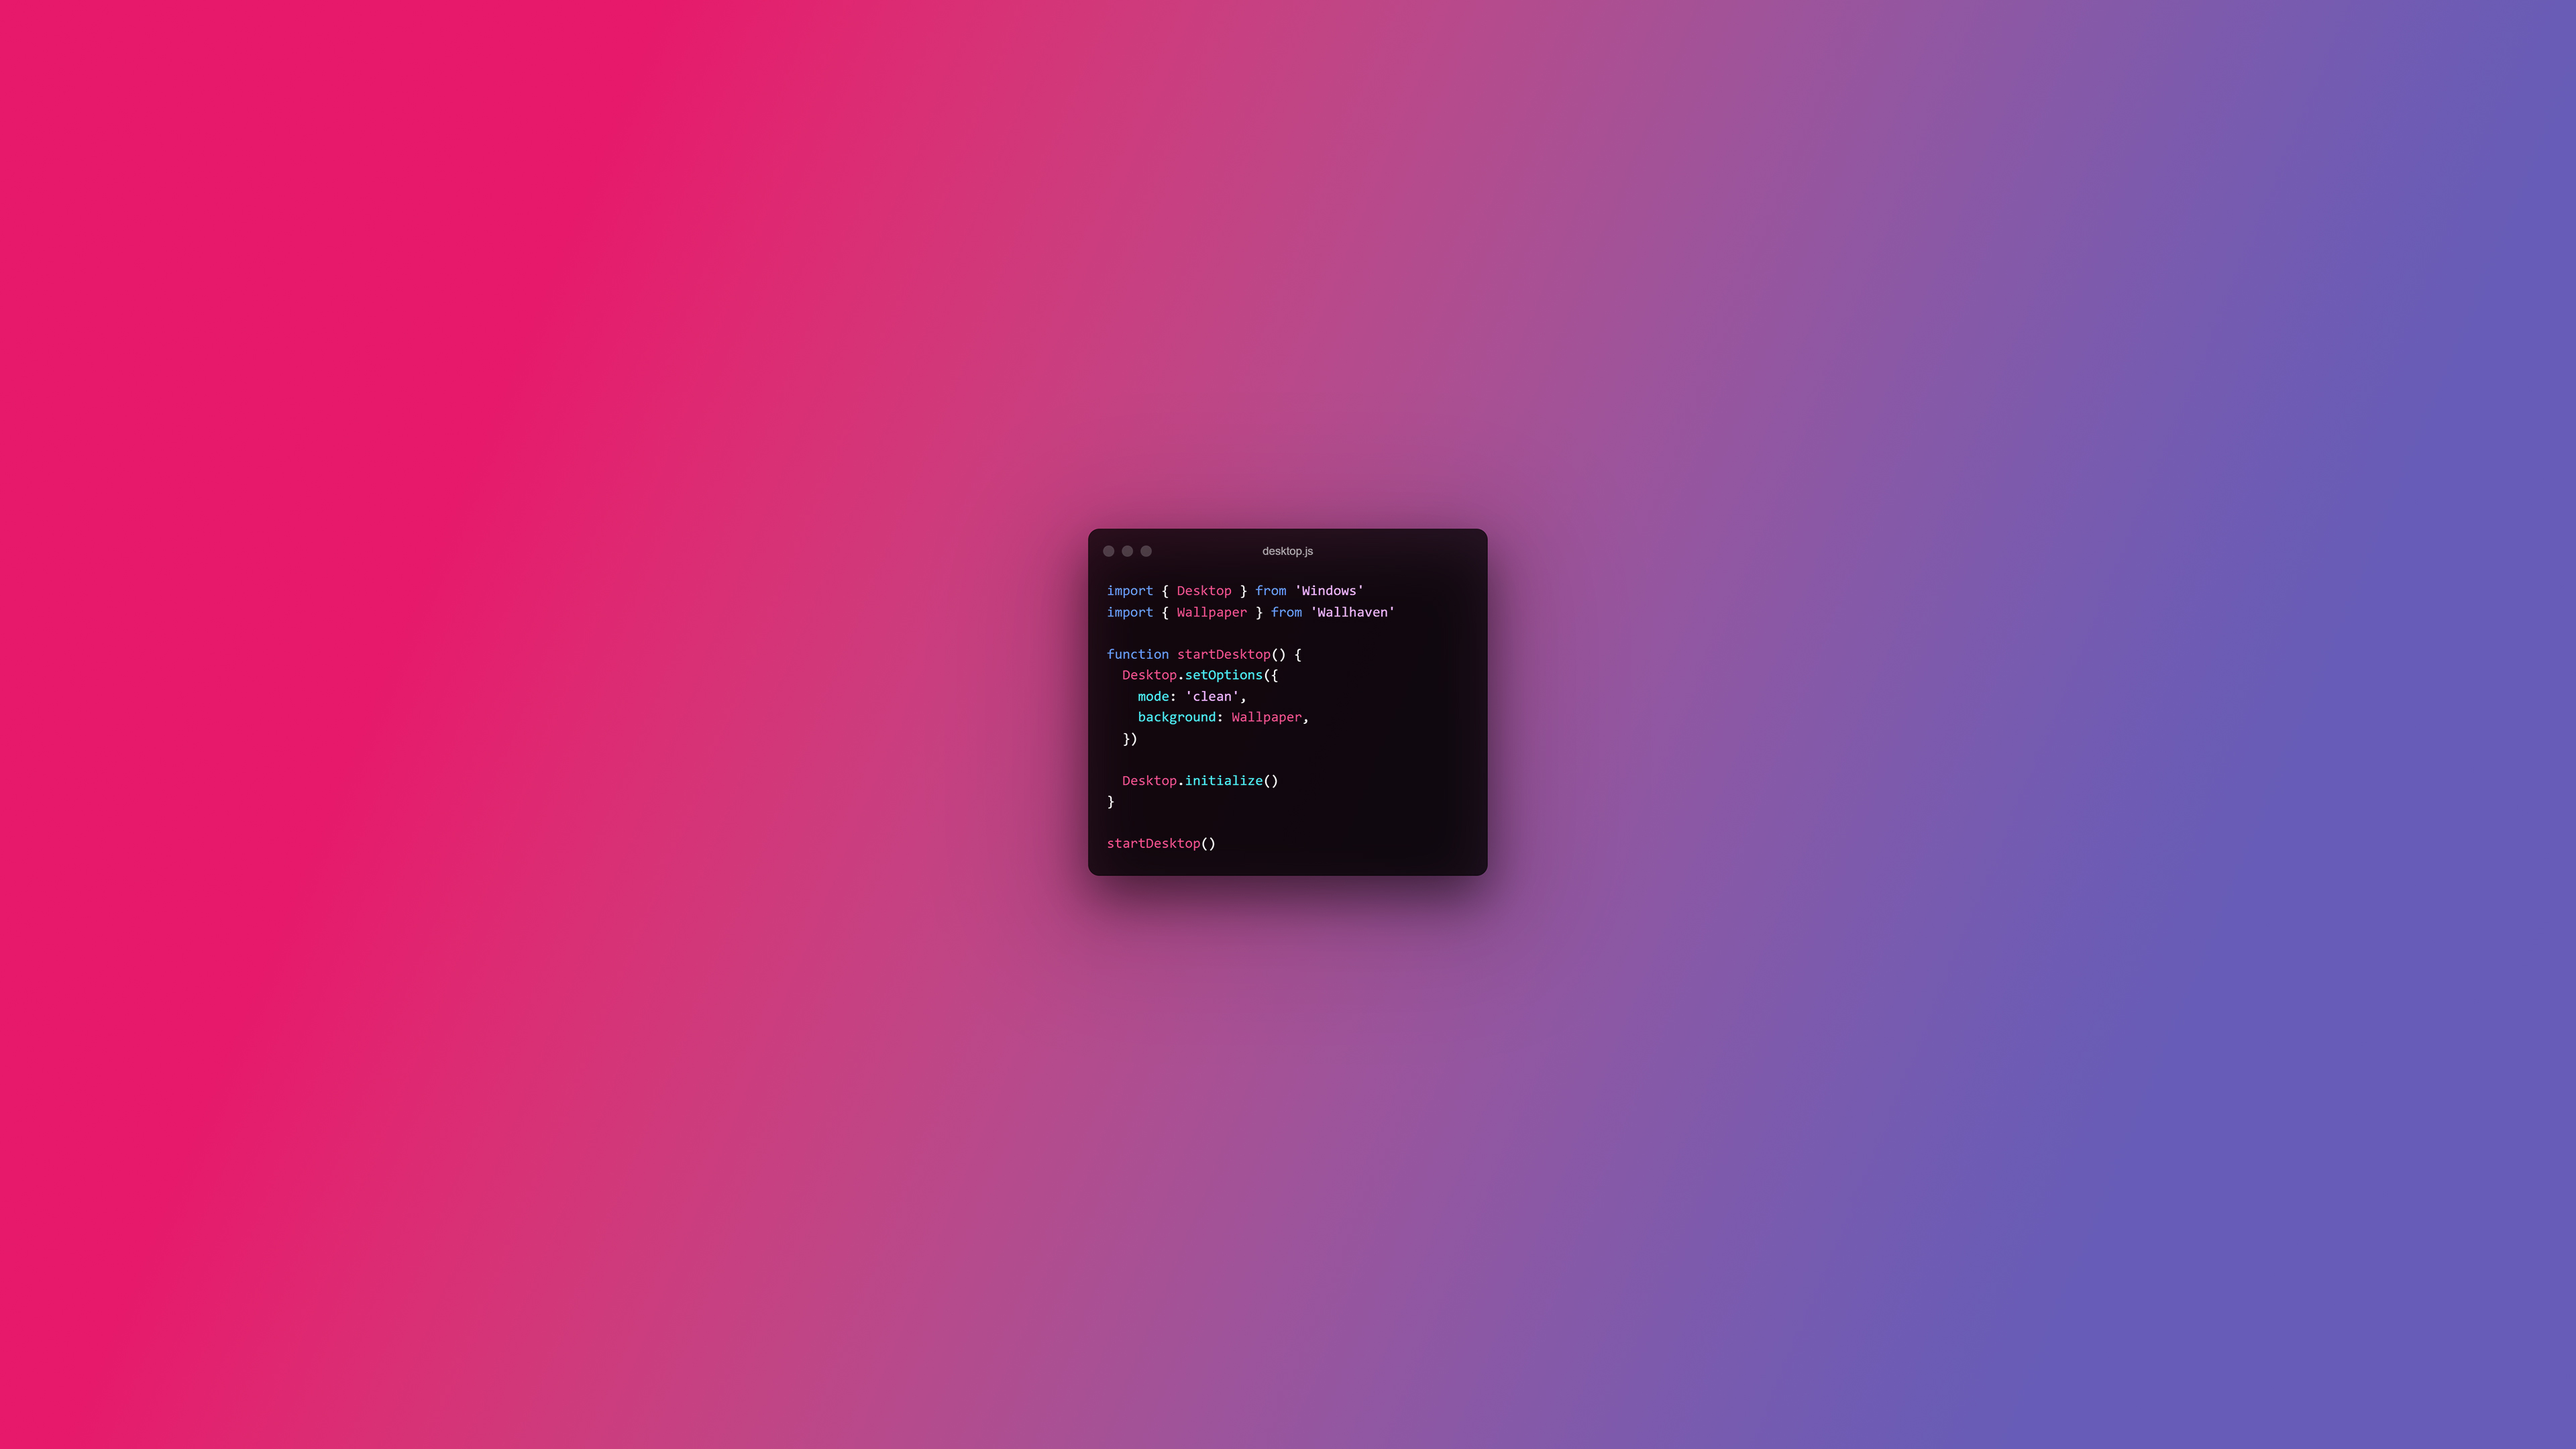 desktop.js
import { Desktop } from 'Windows'
import { Wallpaper } from 'Wallhaven'
function startDesktop() {
  Desktop.setOptions({
    mode: 'clean',
    background: Wallpaper,
  })
  Desktop.initialize()
}
startDesktop()